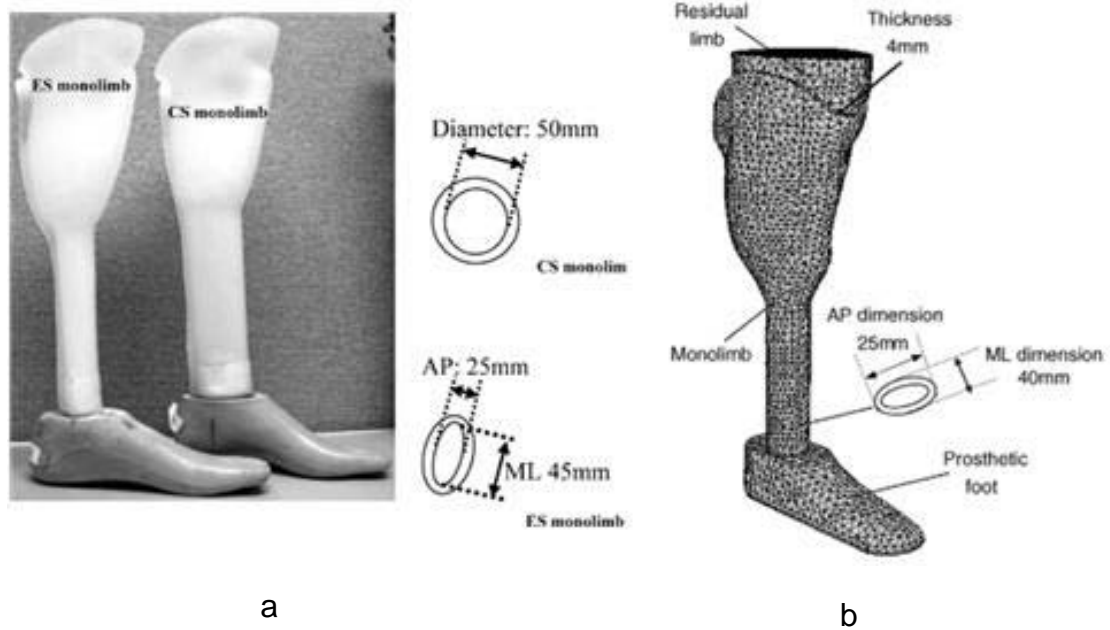 ES monolimb
CS monolimb
Diameter: 50mm
CS monolim
AP: 25mm
ML 45mm
ES monolimb
a
Residual
limb
Thickness
4mm
Monolimb
AP dimension
25mm
ML dimension
40mm
Prosthetic
foot
b